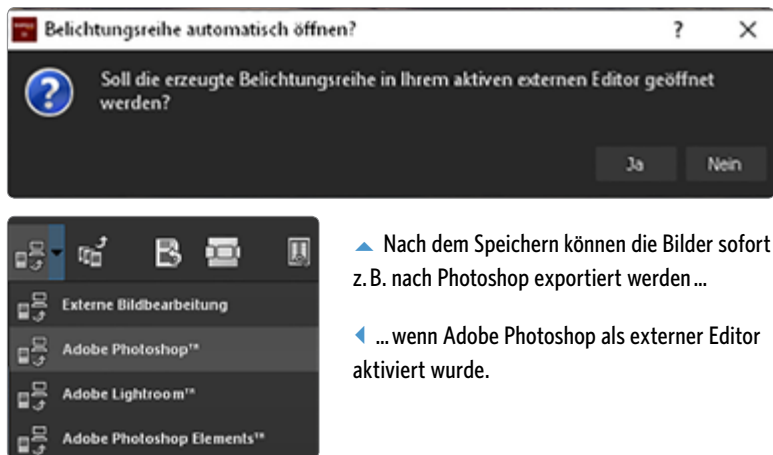 Belichtungsreihe automatisch öffnen?
Soll die erzeugte Belichtungsreihe in Ihrem aktiven externen Editor geöffnet
werden?
Ja Nein
Nach dem Speichern können die Bilder sofort
z. B. nach Photoshop exportiert werden ...
... wenn Adobe Photoshop als externer Editor
aktiviert wurde.
Externe Bildbearbeitung
Adobe Photoshop™
Adobe Lightroom™
Adobe Photoshop Elements™